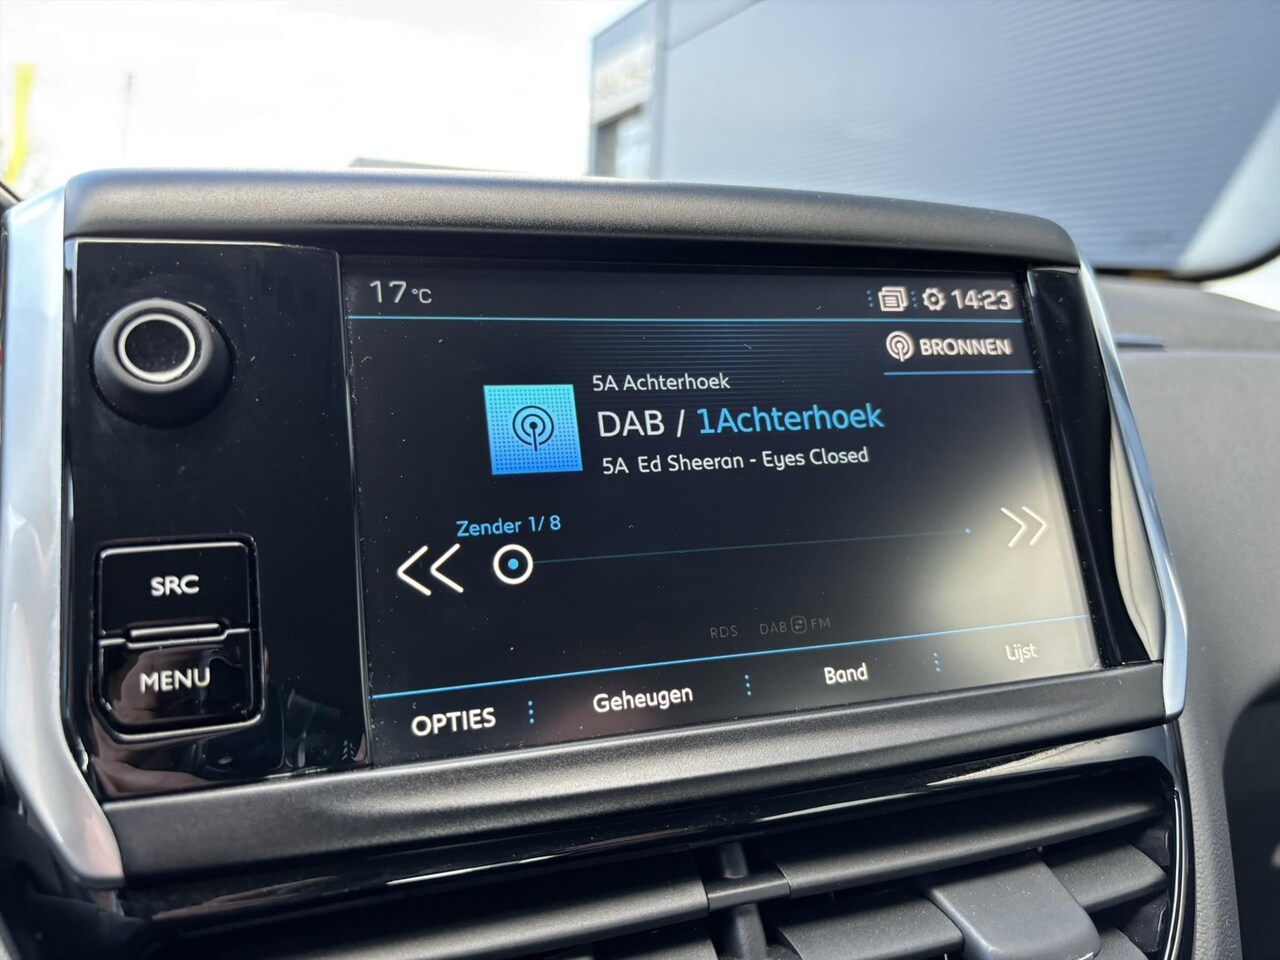 17 °C
14:23
BRONNEN
5A Achterhoek
DAB / 1Achterhoek
5A Ed Sheeran - Eyes Closed
Zender 1/8
SRC
MENU
RDS DAB FM
OPTIES
Geheugen
Band
Lijst